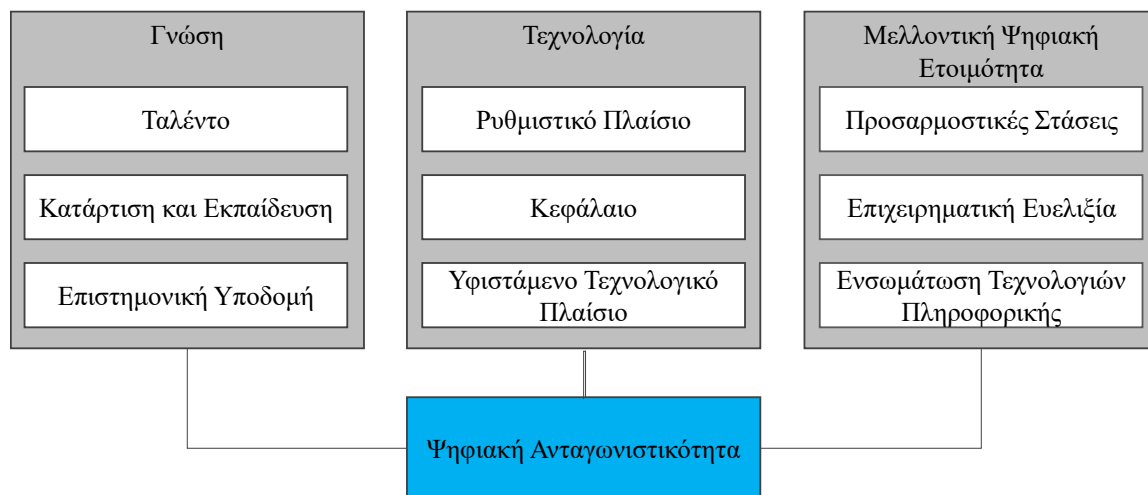 Γνώση
Ταλέντο
Κατάρτιση και Εκπαίδευση
Επιστημονική Υποδομή
Τεχνολογία
Ρυθμιστικό Πλαίσιο
Κεφάλαιο
Υφιστάμενο Τεχνολογικό
Πλαίσιο
Μελλοντική Ψηφιακή
Ετοιμότητα
Προσαρμοστικές Στάσεις
Επιχειρηματική Ευελιξία
Ενσωμάτωση Τεχνολογιών
Πληροφορικής
Ψηφιακή Ανταγωνιστικότητα